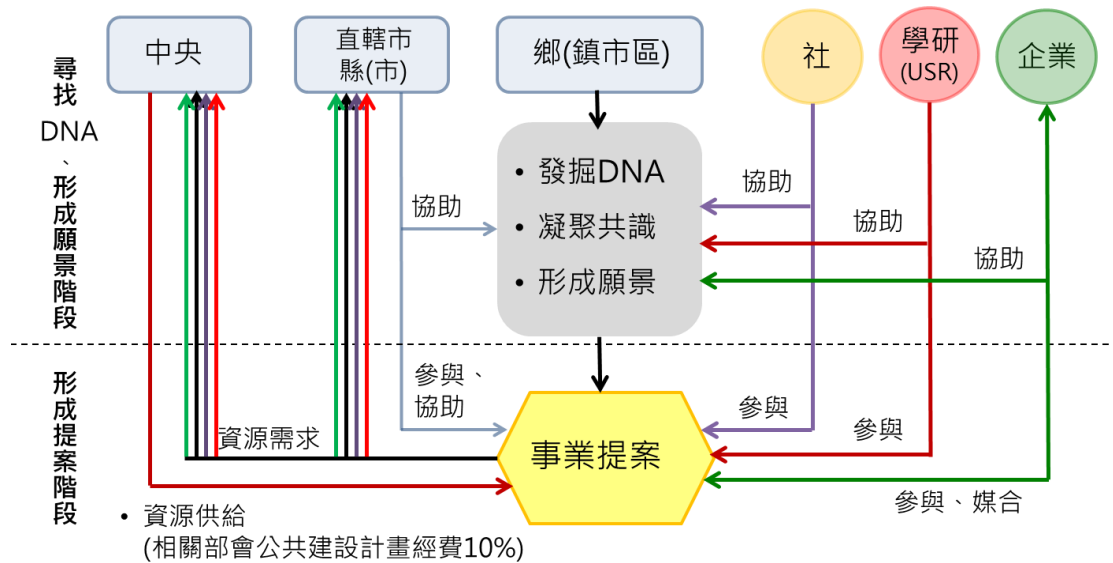 中央
直轄市
縣(市)
鄉(鎮市區)
社
學研
(USR)
企業
尋找
DNA
、
形成願景階段
• 發掘DNA
• 凝聚共識
• 形成願景
協助
協助
協助
協助
形成提案階段
參與、
協助
參與
參與
資源需求
事業提案
參與、媒合
• 資源供給
(相關部會公共建設計畫經費10%)